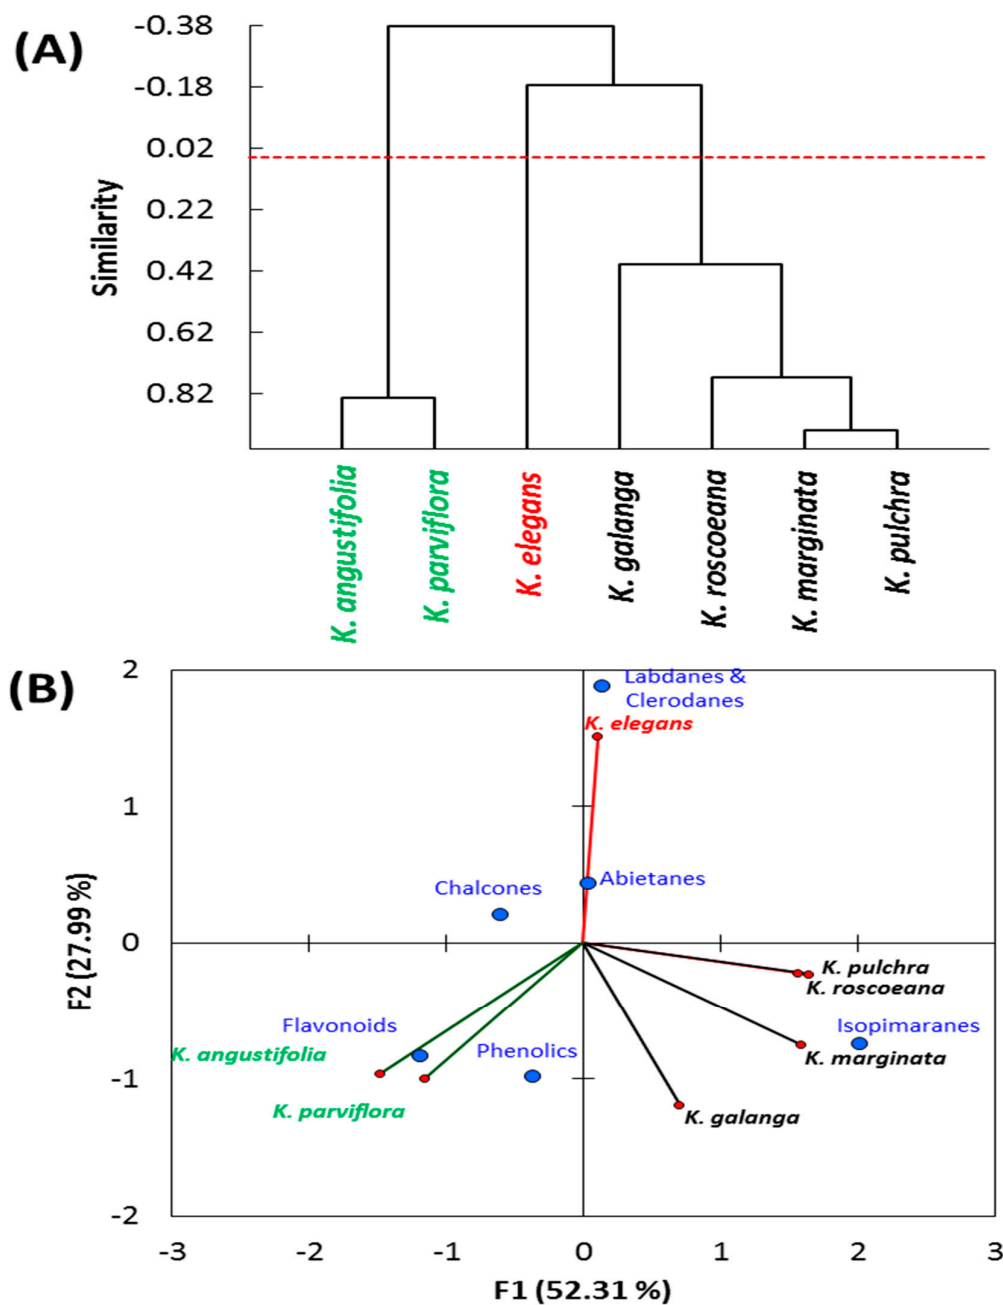 (A)
Similarity
-0.38
-0.18
0.02
0.22
0.42
0.62
0.82
K. angustifolia
K. parviflora
K. elegans
K. galanga
K. roscoeana
K. marginata
K. pulchra
(B)
F2 (27.99 %)
2
1
0
-1
-2
Labdanes &
Clerodanes
K. elegans
Chalcones
Abietanes
K. pulchra
K. roscoeana
Flavonoids
Isopimaranes
K. angustifolia
Phenolics
K. marginata
K. parviflora
K. galanga
-3
-2
-1
0
1
2
3
F1 (52.31 %)